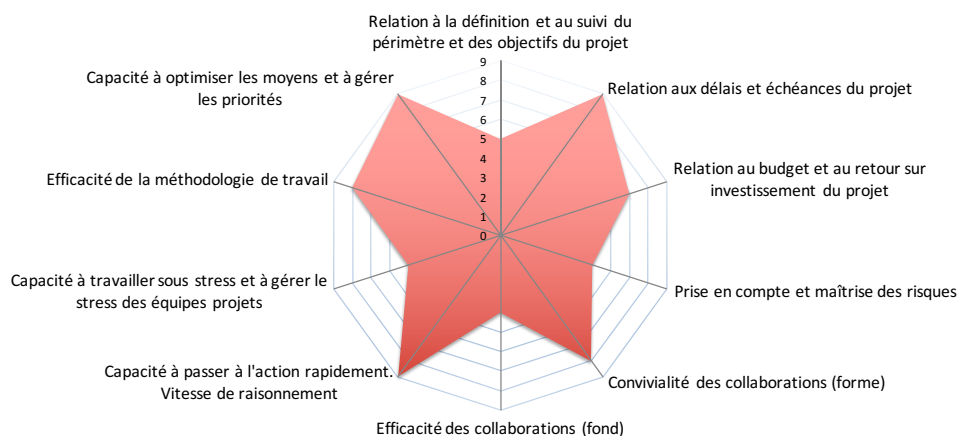 Relation à la définition et au suivi du
périmètre et des objectifs du projet
9
8
7
6
5
4
3
2
1
0
Relation aux délais et échéances du projet
Relation au budget et au retour sur
investissement du projet
Prise en compte et maîtrise des risques
Convivialité des collaborations (forme)
Efficacité des collaborations (fond)
Capacité à passer à l'action rapidement.
Vitesse de raisonnement
Capacité à travailler sous stress et à gérer le
stress des équipes projets
Efficacité de la méthodologie de travail
Capacité à optimiser les moyens et à gérer
les priorités